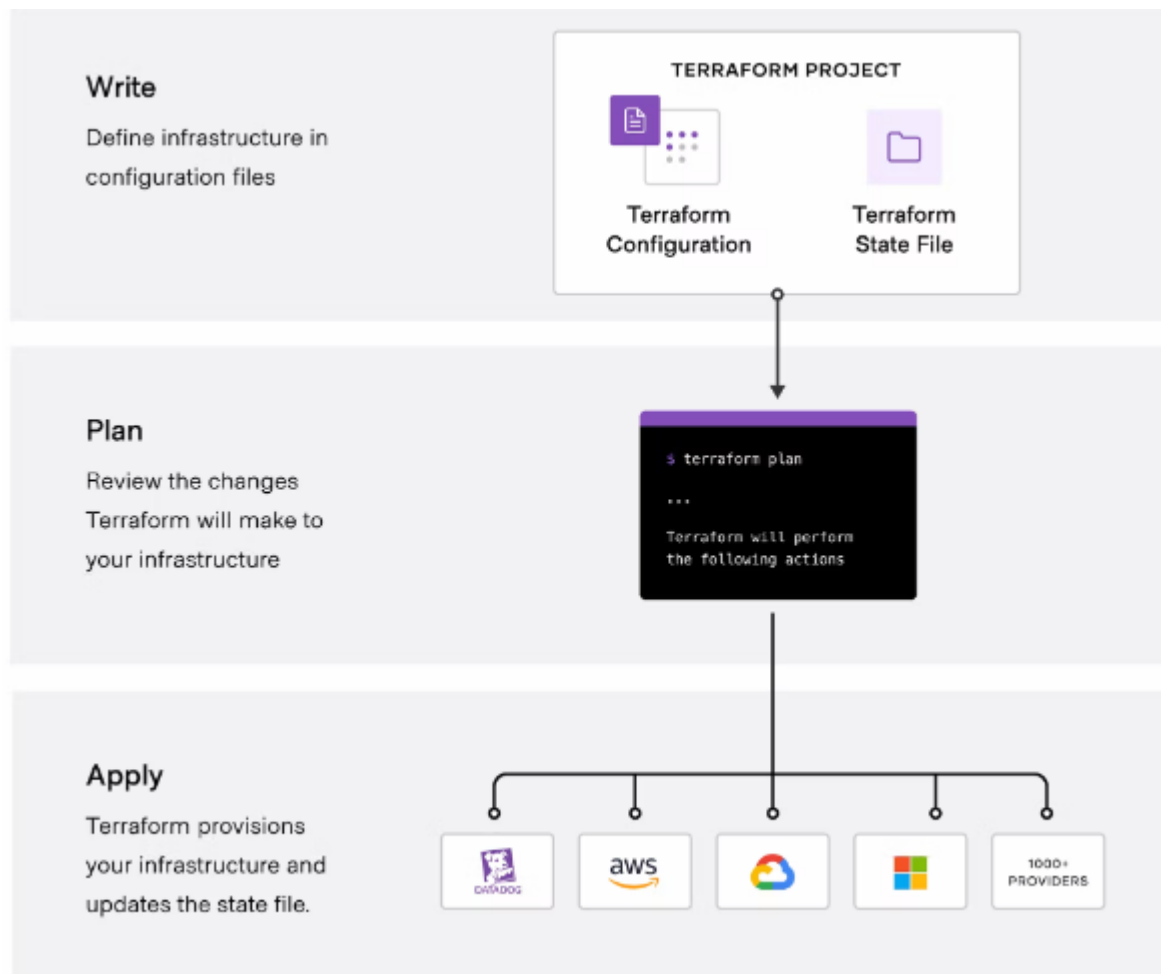 Write
Define infrastructure in
configuration files
TERRAFORM PROJECT
Terraform
Configuration
Terraform
State File
Plan
Review the changes
Terraform will make to
your infrastructure
$ terraform plan
...
Terraform will perform
the following actions
Apply
Terraform provisions
your infrastructure and
updates the state file.
DATADOG
aws
1000+
PROVIDERS